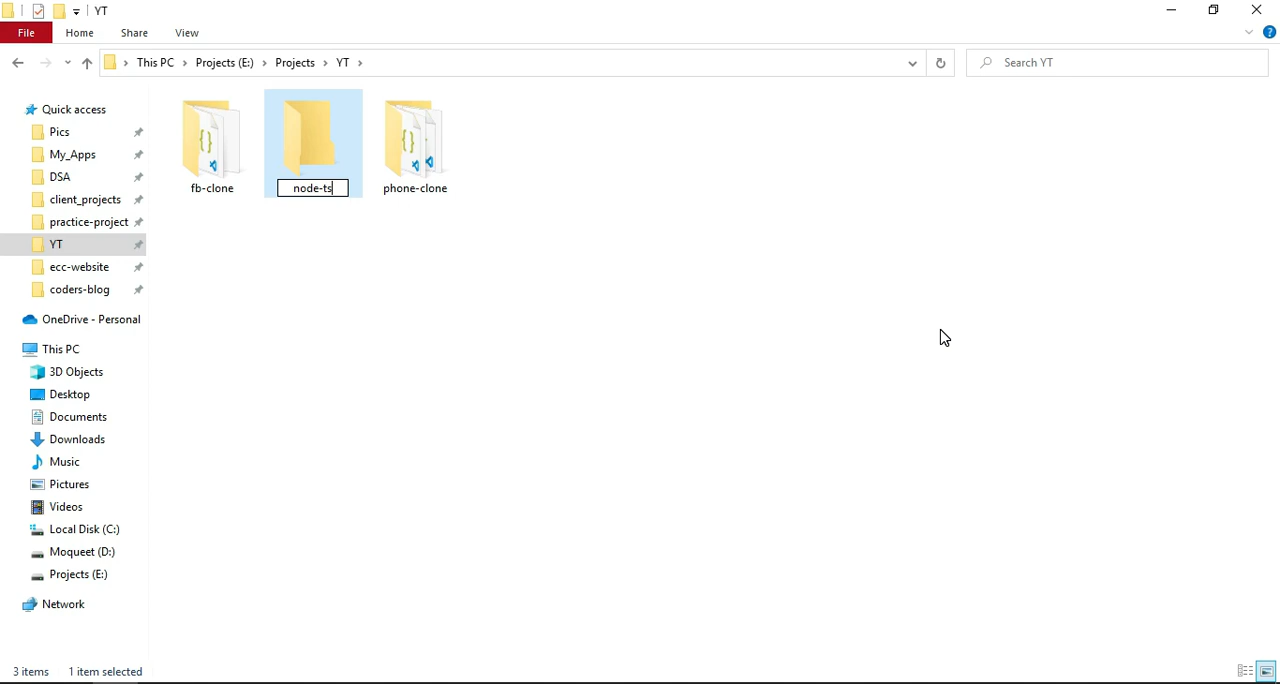 YT
File Home Share View
This PC Projects (E:) Projects YT
Search YT
Quick access
Pics
My_Apps
DSA
client_projects
practice-project
YT
ecc-website
coders-blog
OneDrive - Personal
This PC
3D Objects
Desktop
Documents
Downloads
Music
Pictures
Videos
Local Disk (C:)
Moqueet (D:)
Projects (E:)
Network
fb-clone node-ts phone-clone
3 items 1 item selected